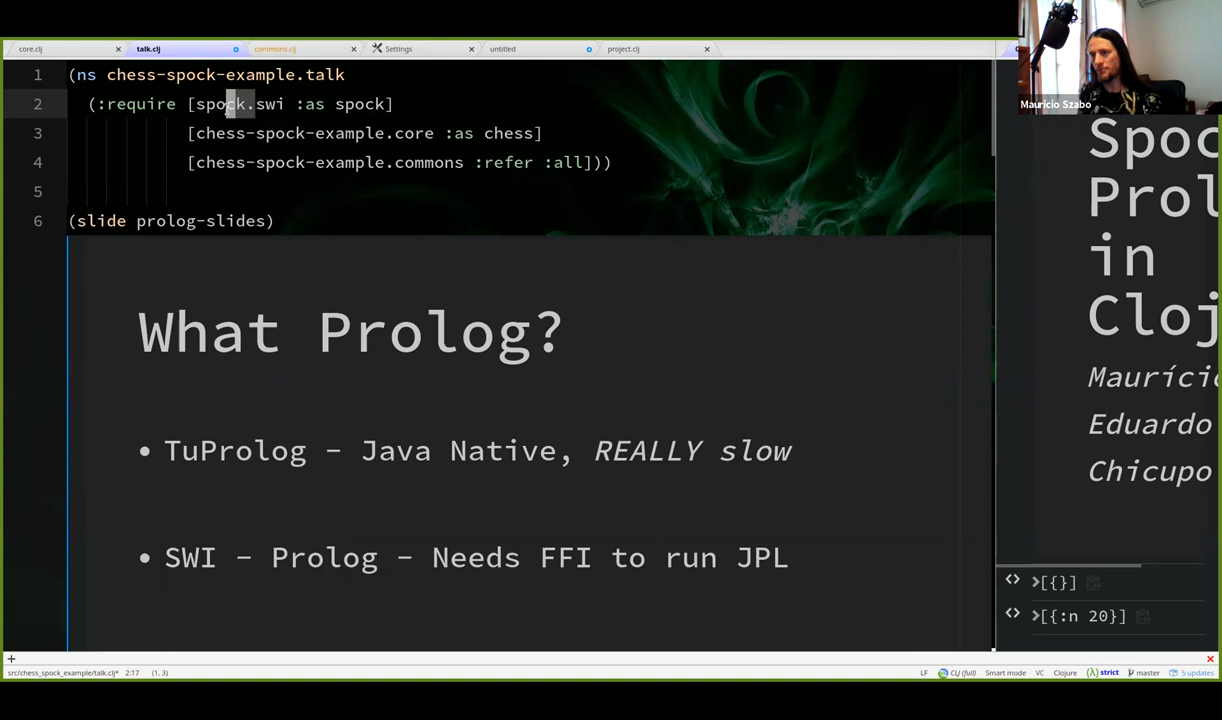 core.clj
talk.clj
commons.clj
Settings
untitled
project.clj
1 (ns chess-spock-example.talk
2 (:require [spock.swi :as spock]
3 [chess-spock-example.core :as chess]
4 [chess-spock-example.commons :refer :all]))
5
6 (slide prolog-slides)
What Prolog?
• TuProlog - Java Native, REALLY slow
• SWI - Prolog - Needs FFI to run JPL
Mauricio Szabo
Spoc
Prol
in
Cloj
Mauríci
Eduardo
Chicupo
[{}]
[{:n 20}]
src/chess_spock_example/talk.clj* 2:17 (1, 3)
LF CLJ (full) Smart mode VC Clojure (λ) strict master 5 updates